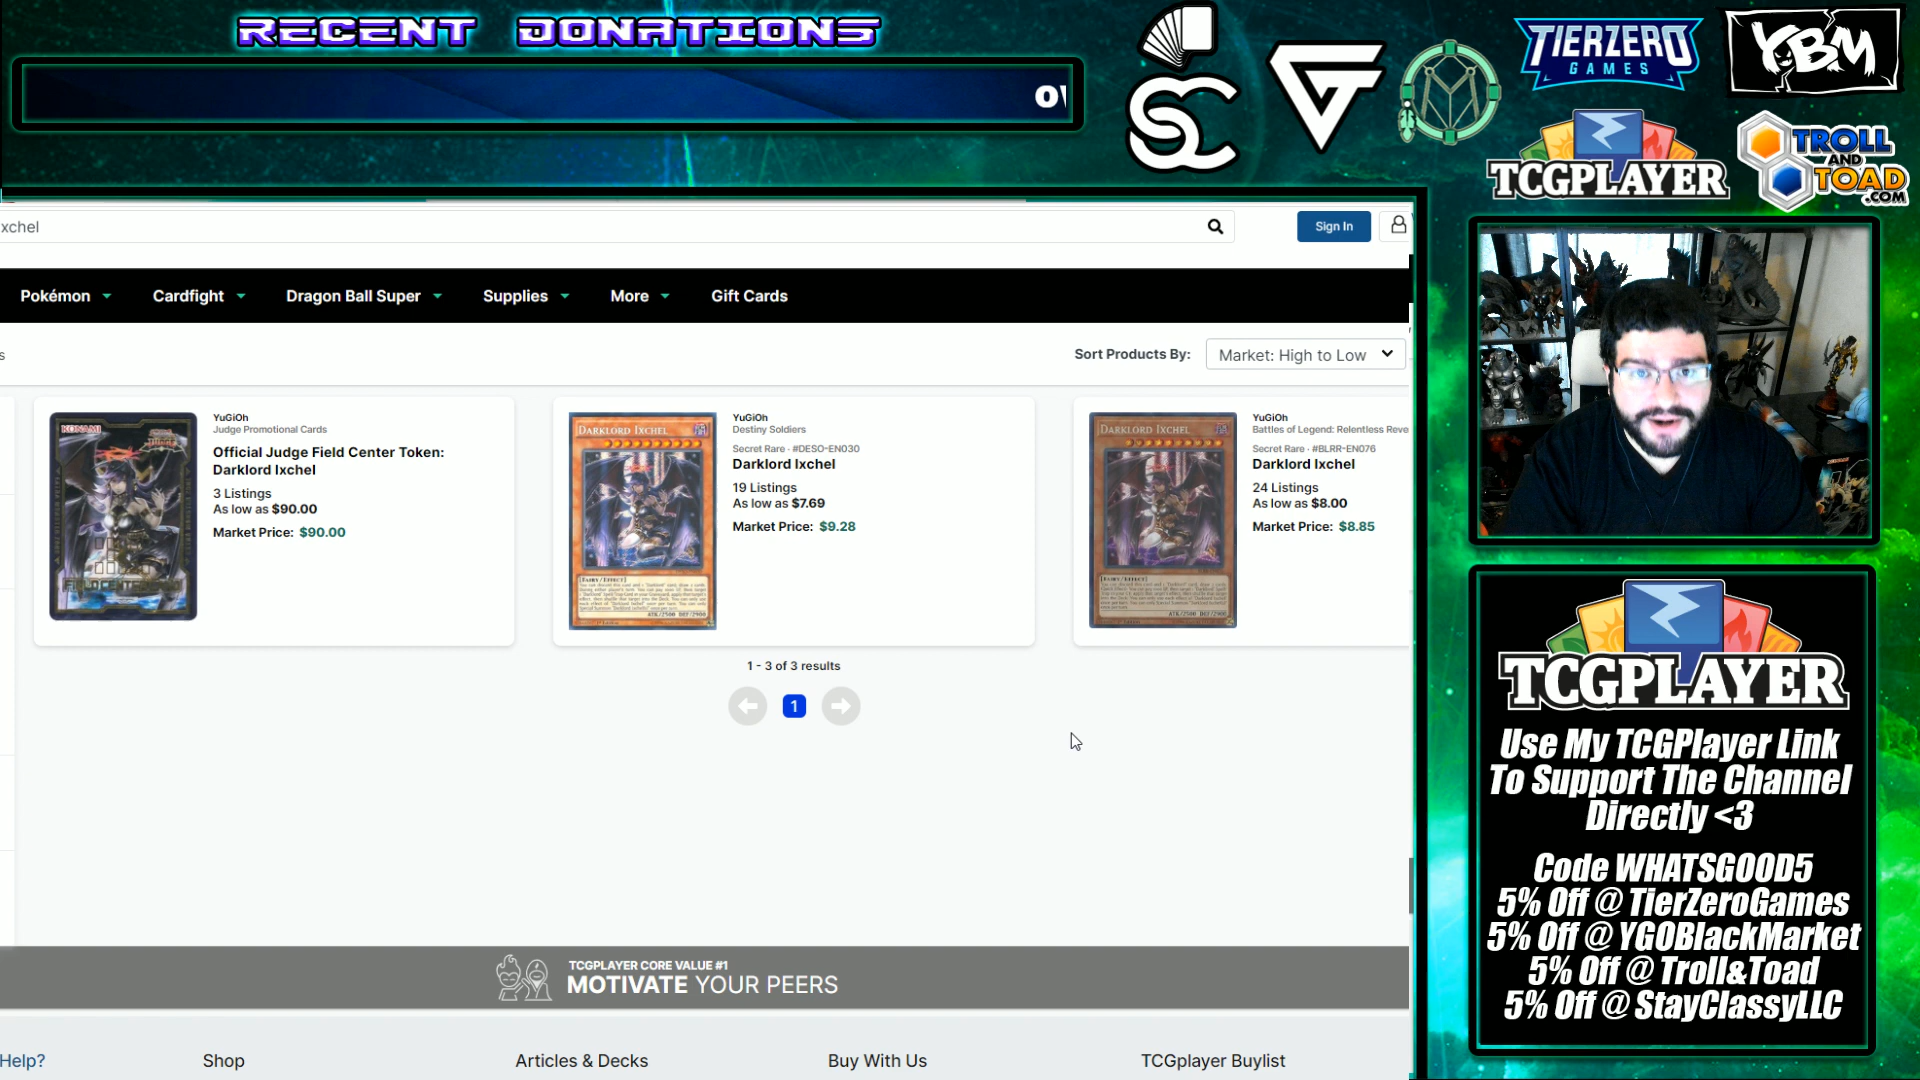 RECENT DONATIONS
SC
TIERZERO
GAMES
YBM
TCGPLAYER
TROLL
AND
TOAD
.COM
xchel
Sign In
Pokémon
Cardfight
Dragon Ball Super
Supplies
More
Gift Cards
s
Sort Products By:
Market: High to Low
KONAMI
YuGiOh
Judge Promotional Cards
Official Judge Field Center Token:
Darklord Ixchel
3 Listings
As low as $90.00
Market Price: $90.00
DARKLORD IXCHEL
YuGiOh
Destiny Soldiers
Secret Rare · #DESO-EN030
Darklord Ixchel
19 Listings
As low as $7.69
Market Price: $9.28
DARKLORD IXCHEL
YuGiOh
Battles of Legend: Relentless Reve
Secret Rare · #BLRR-EN076
Darklord Ixchel
24 Listings
As low as $8.00
Market Price: $8.85
1 - 3 of 3 results
1
TCGPLAYER CORE VALUE #1
MOTIVATE YOUR PEERS
Help?
Shop
Articles & Decks
Buy With Us
TCGplayer Buylist
TCGPLAYER
Use My TCGPlayer Link
To Support The Channel
Directly <3
Code WHATSGOOD5
5% Off @ TierZeroGames
5% Off @ YGOBlackMarket
5% Off @ Troll&Toad
5% Off @ StayClassyLLC